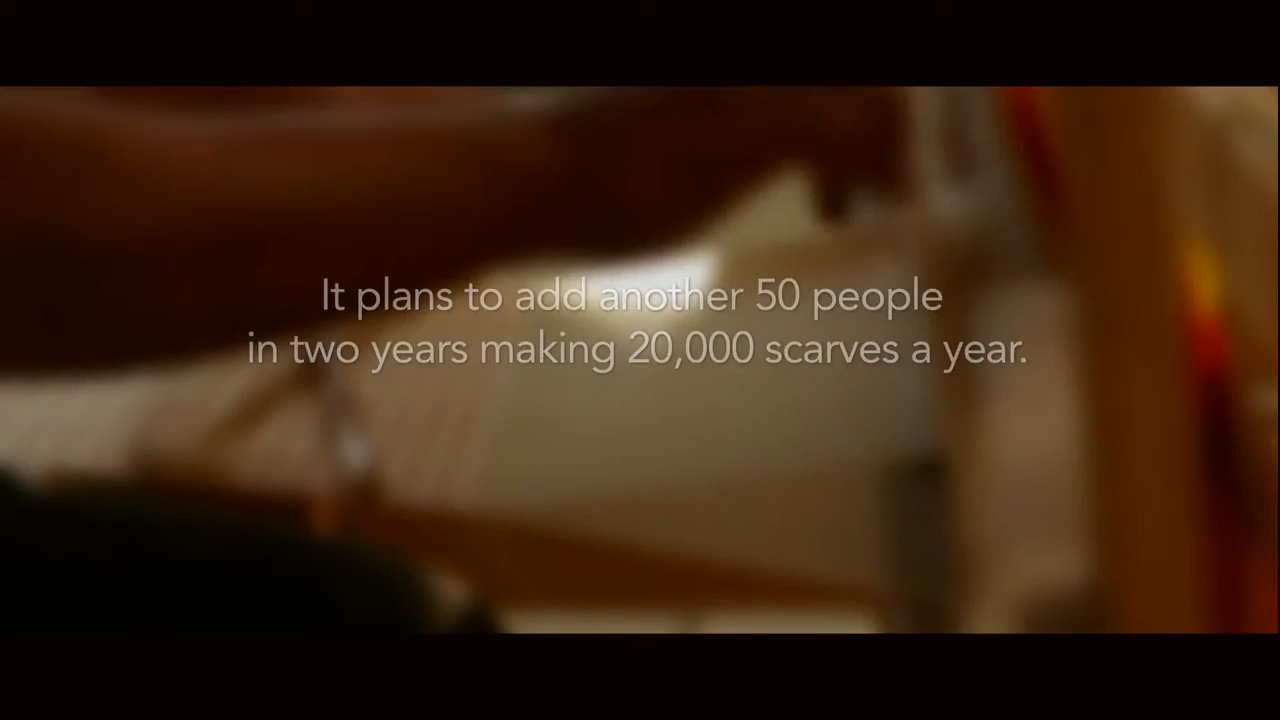 It plans to add another 50 people
in two years making 20,000 scarves a year.